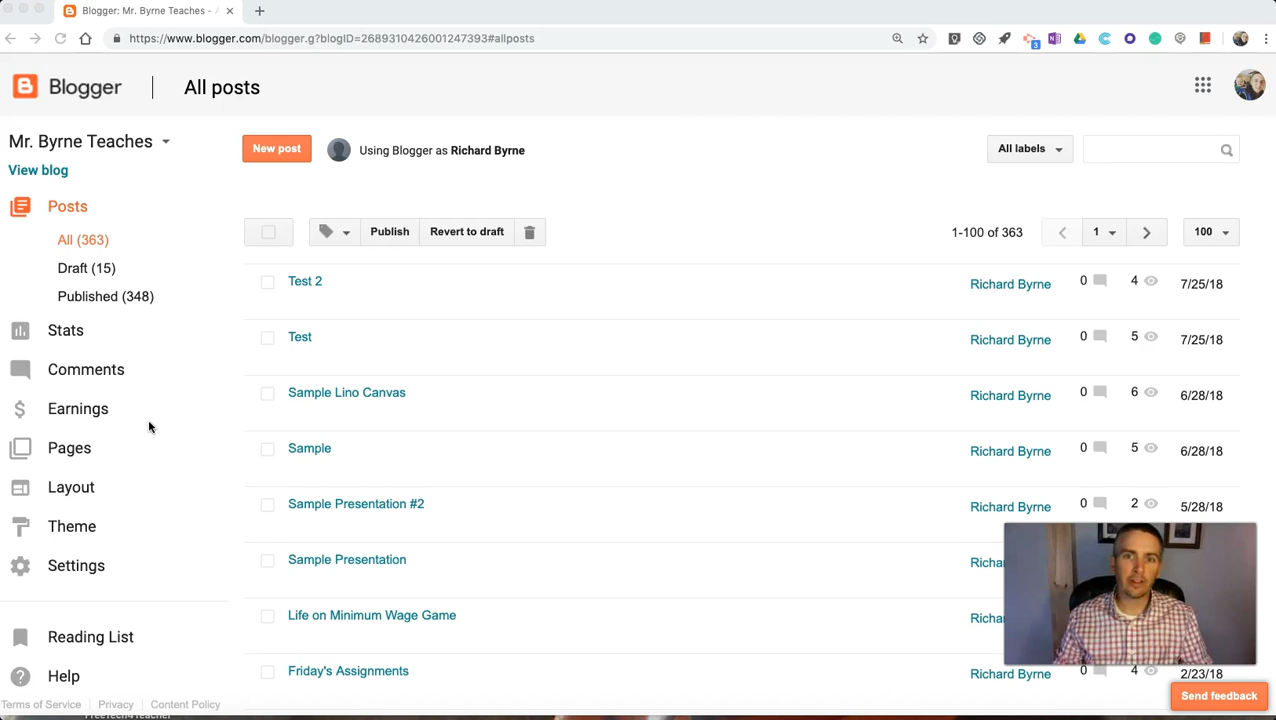 Blogger: Mr. Byrne Teaches - A
https://www.blogger.com/blogger.g?blogID=2689310426001247393#allposts
3
Blogger
All posts
Mr. Byrne Teaches
View blog
Posts
All (363)
Draft (15)
Published (348)
Stats
Comments
Earnings
Pages
Layout
Theme
Settings
Reading List
Help
Terms of Service | Privacy | Content Policy
New post
Using Blogger as Richard Byrne
All labels
Publish
Revert to draft
1-100 of 363
1
100
Test 2 Richard Byrne 0 4 7/25/18
Test Richard Byrne 0 5 7/25/18
Sample Lino Canvas Richard Byrne 0 6 6/28/18
Sample Richard Byrne 0 5 6/28/18
Sample Presentation #2 Richard Byrne 0 2 5/28/18
Sample Presentation Richa
Life on Minimum Wage Game Richa
Friday's Assignments Richard Byrne 0 4 2/23/18
Send feedback